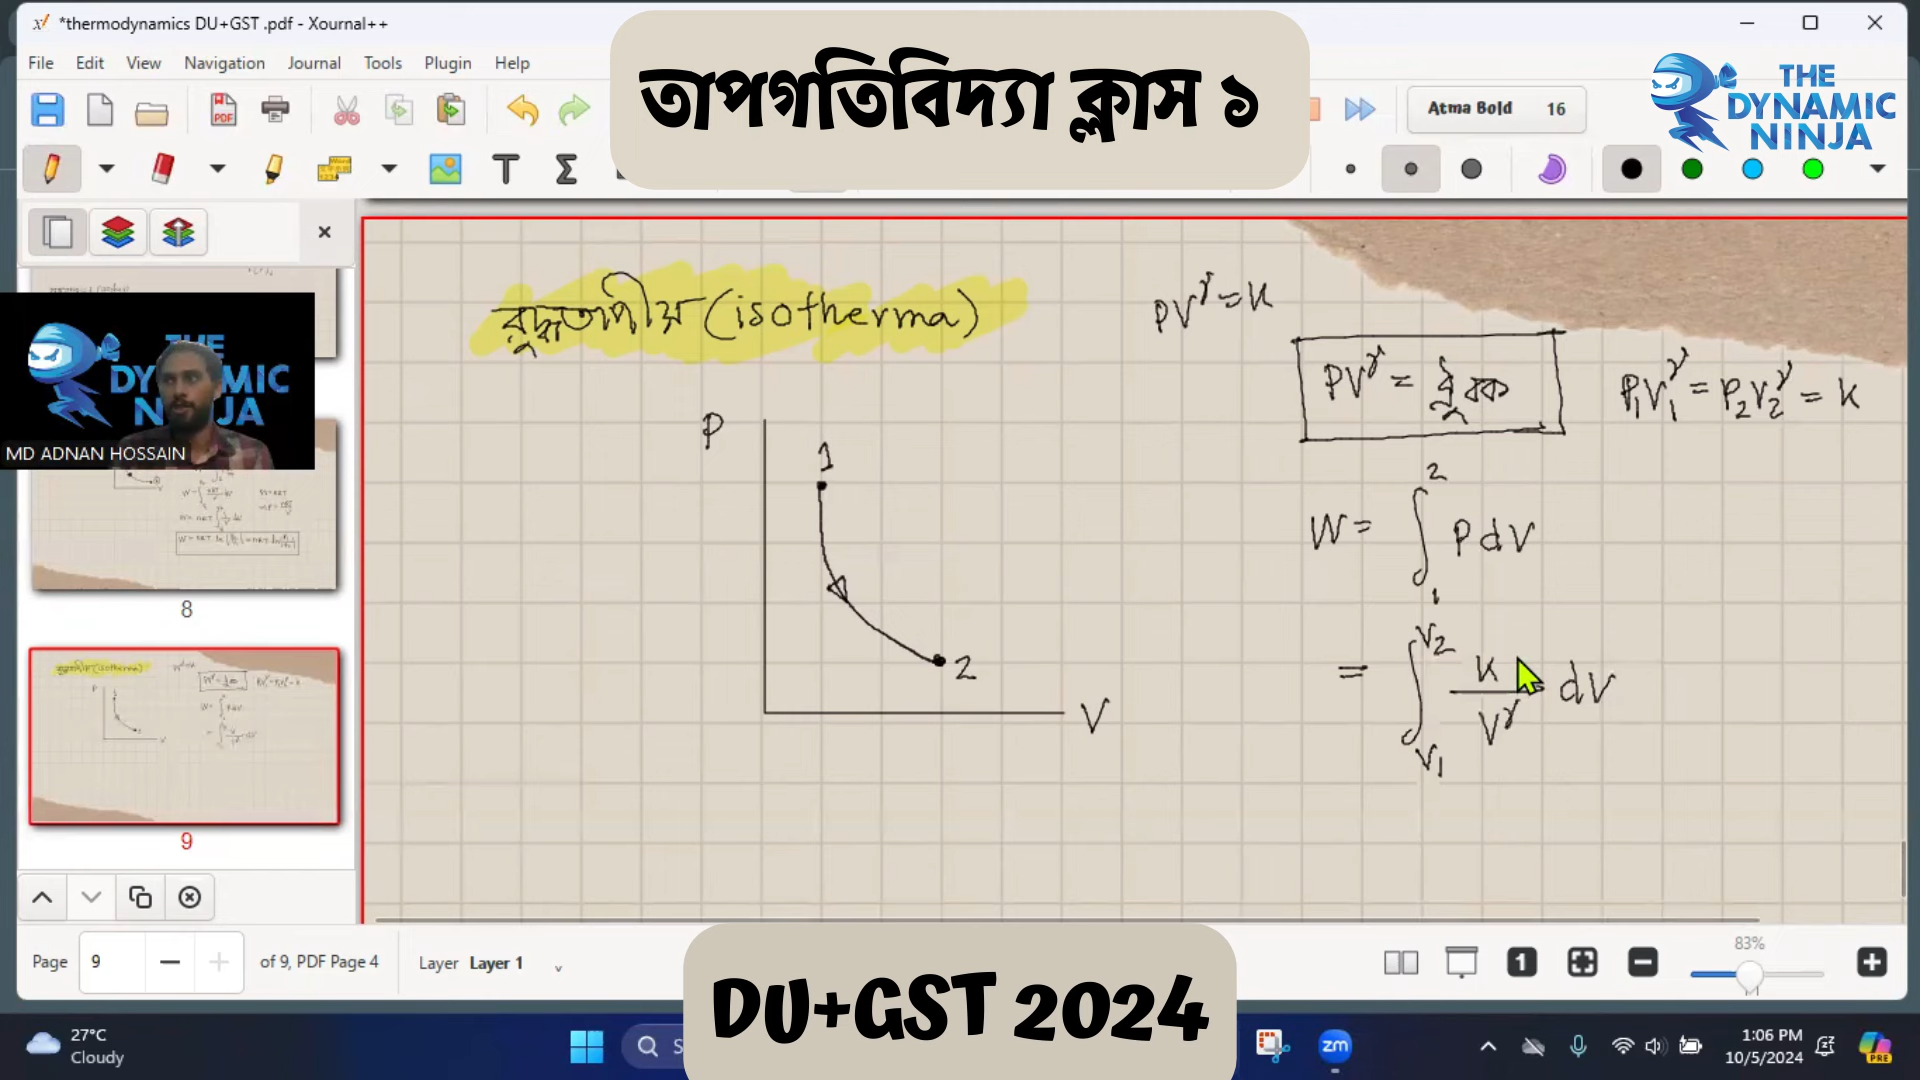 *thermodynamics DU+GST .pdf - Xournal++
File Edit View Navigation Journal Tools Plugin Help
তাপগতিবিদ্যা ক্লাস ১
Atma Bold 16
THE DYNAMIC NINJA
রুদ্ধতাপীয় (isotherma)
PV^γ = K
PV^γ = ধ্রুবক
P₁V₁^γ = P₂V₂^γ = K
P
1
2
V
W = ∫₁² P dV
= ∫_{V₁}^{V₂} K/V^γ dV
MD ADNAN HOSSAIN
8
9
Page 9 of 9, PDF Page 4
Layer Layer 1
83%
DU+GST 2024
27°C
Cloudy
zm
1:06 PM
10/5/2024
PRE